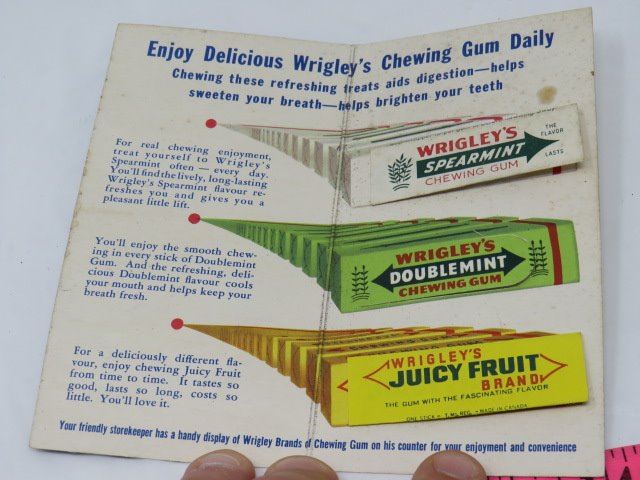 Enjoy Delicious Wrigley's Chewing Gum Daily
Chewing these refreshing treats aids digestion—helps
sweeten your breath—helps brighten your teeth
For real chewing enjoyment,
treat yourself to Wrigley's
Spearmint often — every day.
You'll find the lively, long-lasting
Wrigley's Spearmint flavour re-
freshes you and gives you a
pleasant little lift.
WRIGLEY'S
SPEARMINT
CHEWING GUM
THE
FLAVOR
LASTS
You'll enjoy the smooth chew-
ing in every stick of Doublemint
Gum. And the refreshing, deli-
cious Doublemint flavour cools
your mouth and helps keep your
breath fresh.
WRIGLEY'S
DOUBLEMINT
CHEWING GUM
For a deliciously different fla-
vour, enjoy chewing Juicy Fruit
from time to time. It tastes so
good, lasts so long, costs so
little. You'll love it.
WRIGLEY'S
JUICY FRUIT
BRAND
THE GUM WITH THE FASCINATING FLAVOR
ONE STICK MADE IN CANADA
Your friendly storekeeper has a handy display of Wrigley Brands of Chewing Gum on his counter for your enjoyment and convenience